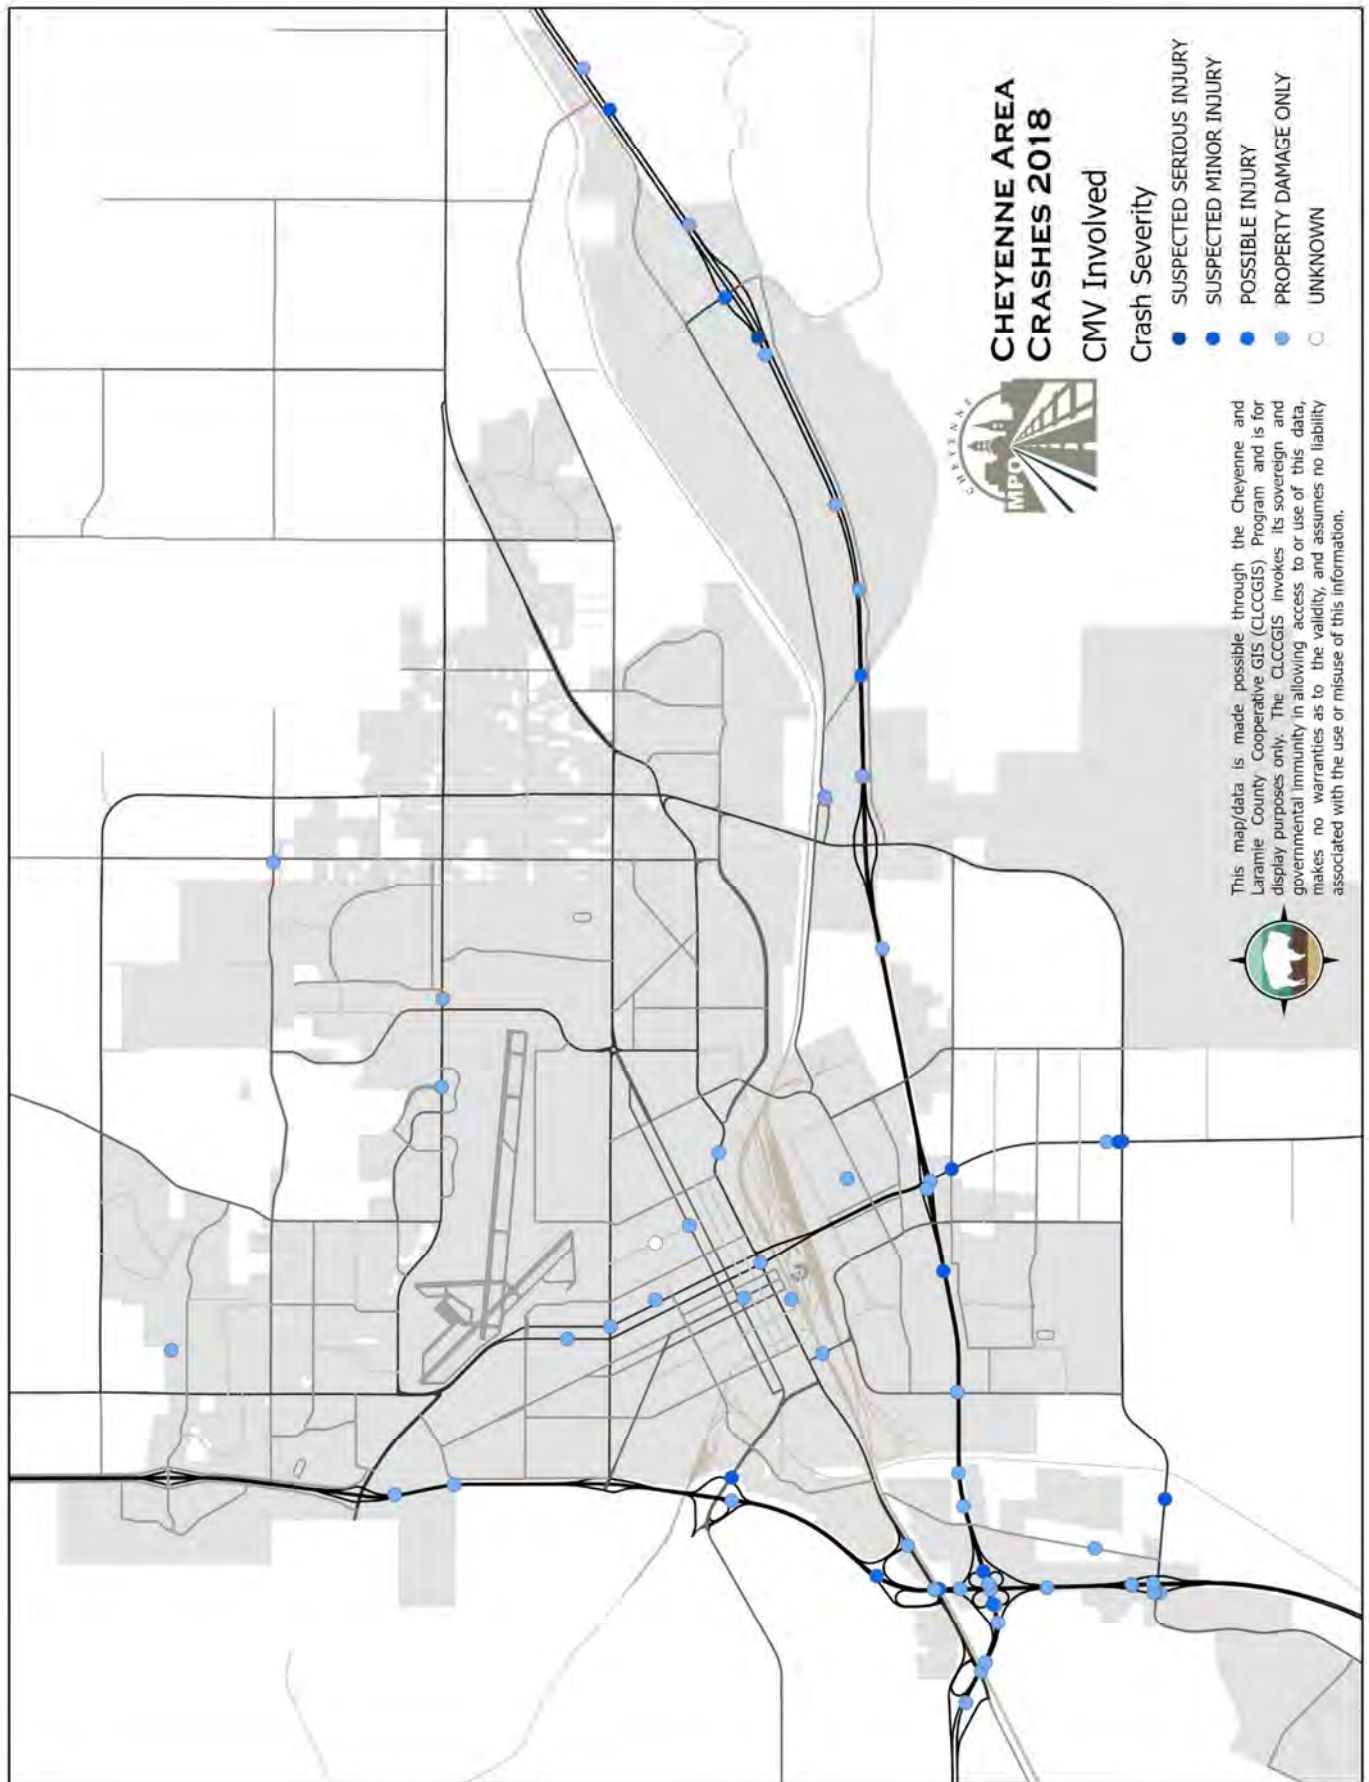 CHEYENNE AREA
CRASHES 2018
CMV Involved
Crash Severity
SUSPECTED SERIOUS INJURY
SUSPECTED MINOR INJURY
POSSIBLE INJURY
PROPERTY DAMAGE ONLY
UNKNOWN
CHEYENNE
MPO
This map/data is made possible through the Cheyenne and
Laramie County Cooperative GIS (CLCCGIS) Program and is for
display purposes only. The CLCCGIS invokes its sovereign and
governmental immunity in allowing access to or use of this data,
makes no warranties as to the validity, and assumes no liability
associated with the use or misuse of this information.